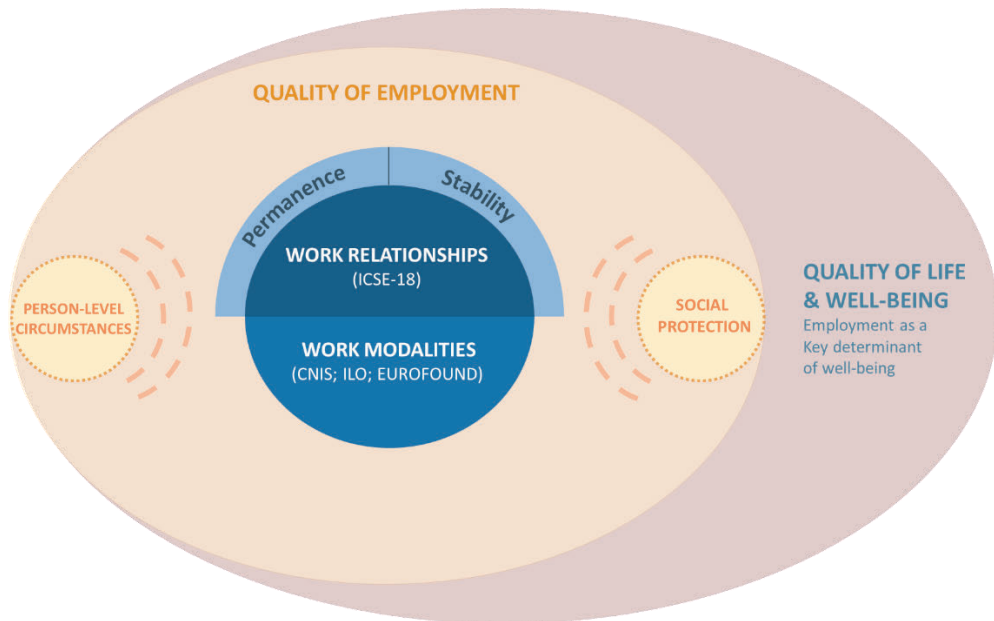 QUALITY OF EMPLOYMENT
Permanence
Stability
WORK RELATIONSHIPS
(ICSE-18)
WORK MODALITIES
(CNIS; ILO; EUROFOUND)
PERSON-LEVEL
CIRCUMSTANCES
SOCIAL
PROTECTION
QUALITY OF LIFE
& WELL-BEING
Employment as a
Key determinant
of well-being